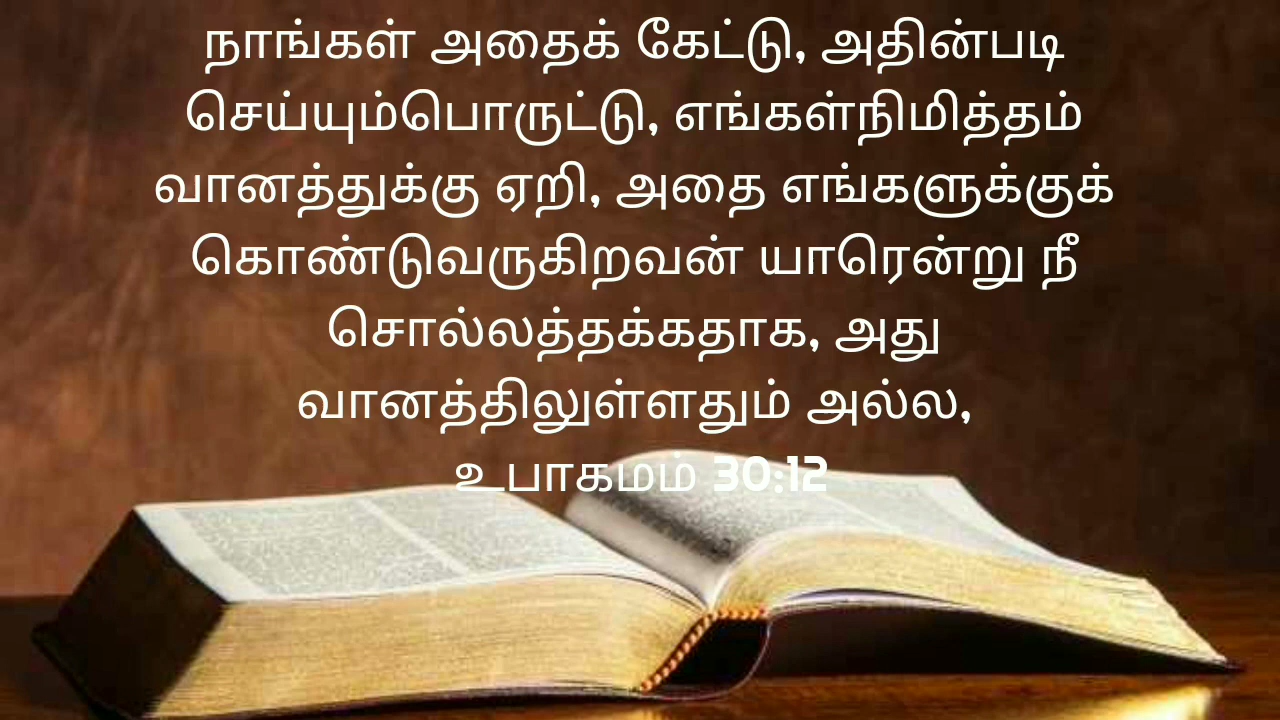 நாங்கள் அதைக் கேட்டு, அதின்படி
செய்யும்பொருட்டு, எங்கள்நிமித்தம்
வானத்துக்கு ஏறி, அதை எங்களுக்குக்
கொண்டுவருகிறவன் யாரென்று நீ
சொல்லத்தக்கதாக, அது
வானத்திலுள்ளதும் அல்ல,
உபாகமம் 30:12